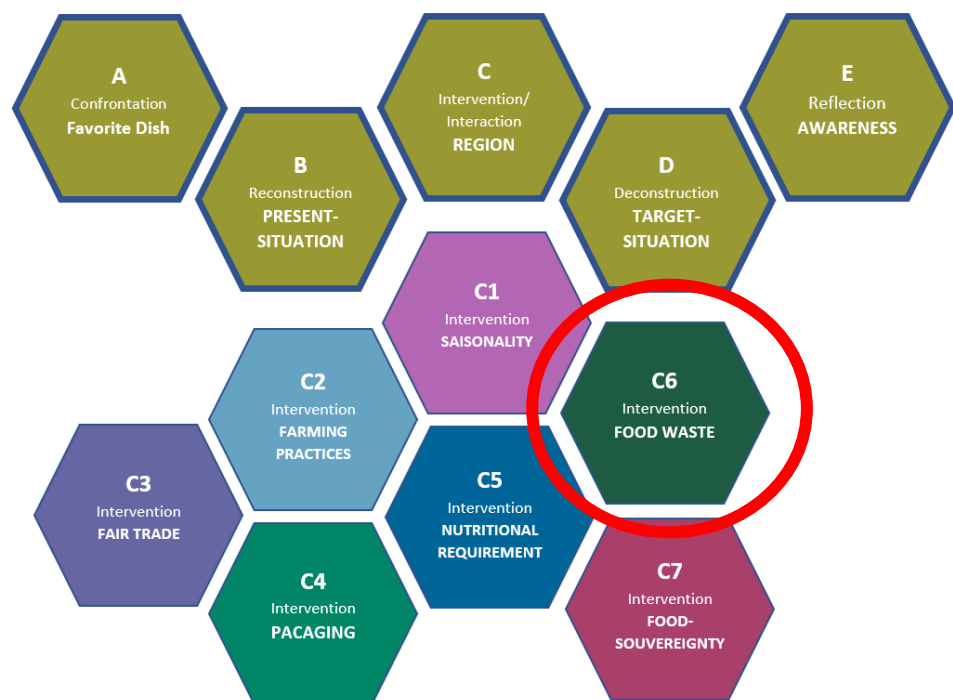 A
Confrontation
Favorite Dish
B
Reconstruction
PRESENT-
SITUATION
C
Intervention/
Interaction
REGION
D
Deconstruction
TARGET-
SITUATION
E
Reflection
AWARENESS
C1
Intervention
SAISONALITY
C2
Intervention
FARMING
PRACTICES
C3
Intervention
FAIR TRADE
C4
Intervention
PACAGING
C5
Intervention
NUTRITIONAL
REQUIREMENT
C6
Intervention
FOOD WASTE
C7
Intervention
FOOD-
SOUVEREIGNTY